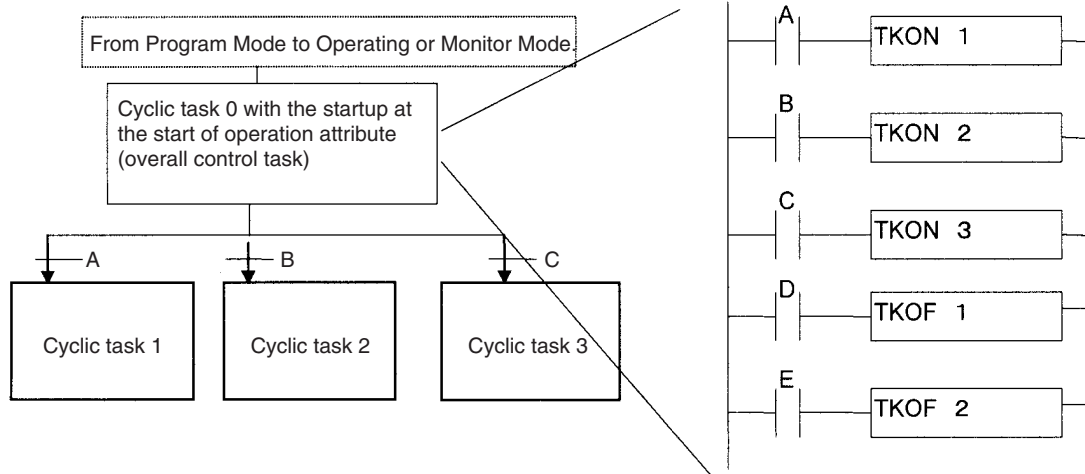 From Program Mode to Operating or Monitor Mode.
Cyclic task 0 with the startup at
the start of operation attribute
(overall control task)
A
B
C
Cyclic task 1
Cyclic task 2
Cyclic task 3
A
TKON 1
B
TKON 2
C
TKON 3
D
TKOF 1
E
TKOF 2